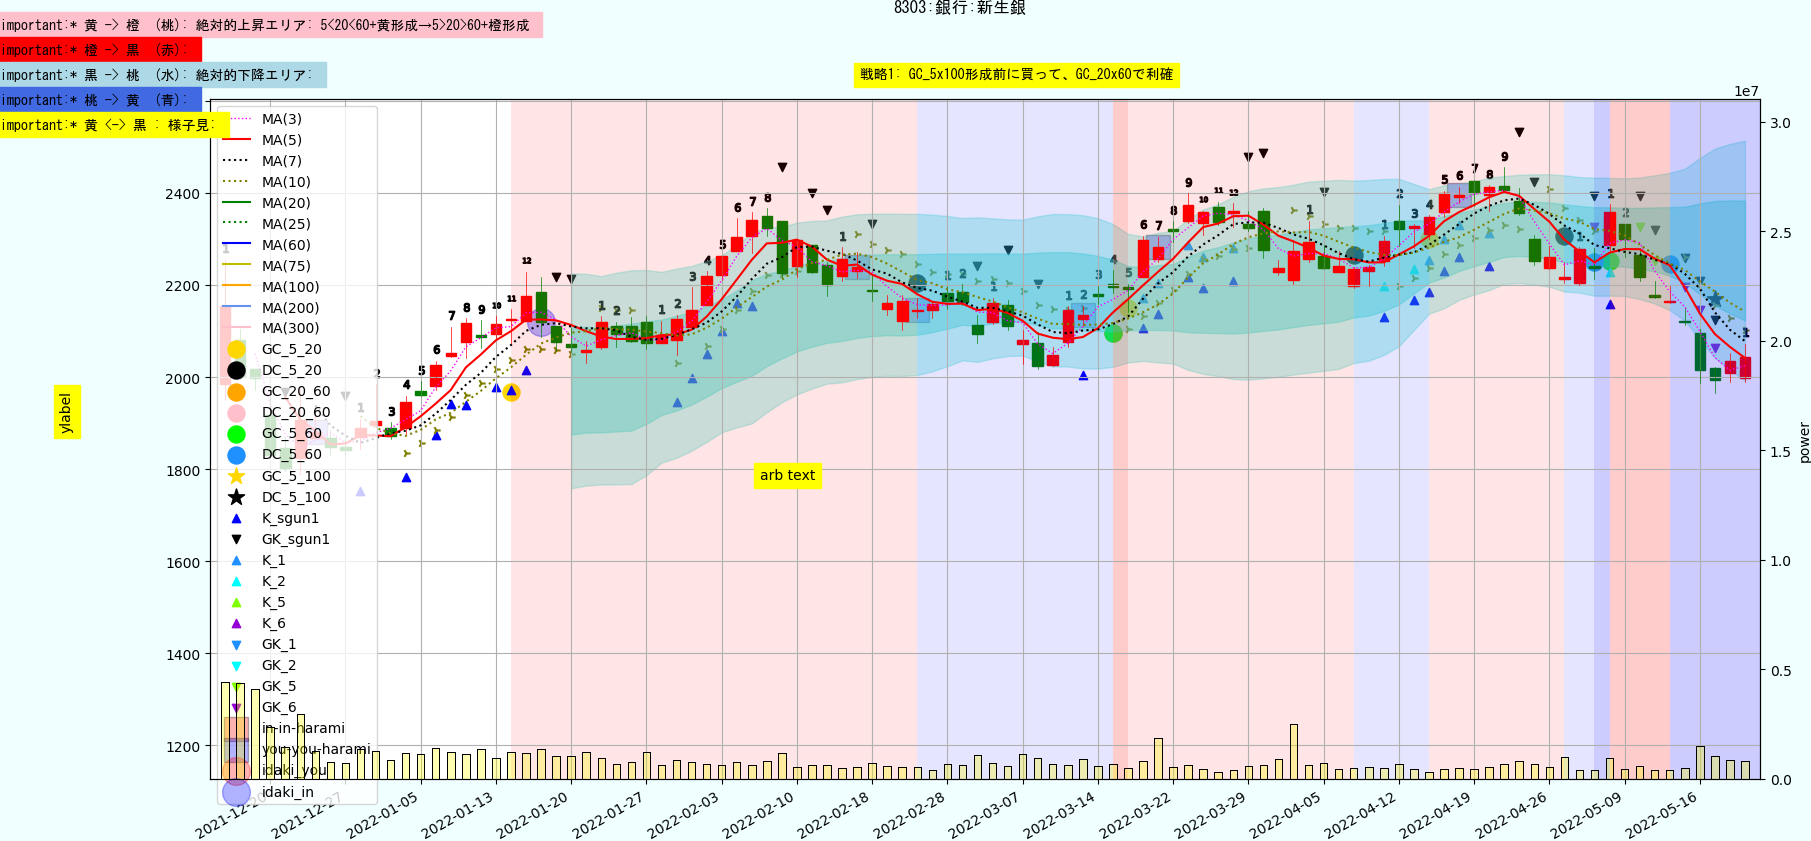 8303:銀行:新生銀
important:* 黄 -> 橙 (桃): 絶対的上昇エリア: 5<20<60+黄形成→5>20>60+橙形成
important:* 橙 -> 黒 (赤):
important:* 黒 -> 桃 (水): 絶対的下降エリア:
important:* 桃 -> 黄 (青):
important:* 黄 <-> 黒 : 様子見:
戦略1: GC_5x100形成前に買って、GC_20x60で利確
1e7
MA(3)
MA(5)
MA(7)
MA(10)
MA(20)
MA(25)
MA(60)
MA(75)
MA(100)
MA(200)
MA(300)
GC_5_20
DC_5_20
GC_20_60
DC_20_60
GC_5_60
DC_5_60
GC_5_100
DC_5_100
K_sgun1
GK_sgun1
K_1
K_2
K_5
K_6
GK_1
GK_2
GK_5
GK_6
in-in-harami
you-you-harami
idaki_you
idaki_in
ylabel
2400
2200
2000
1800
1600
1400
1200
arb text
power
3.0
2.5
2.0
1.5
1.0
0.5
0.0
2021-12-20
2021-12-27
2022-01-05
2022-01-13
2022-01-20
2022-01-27
2022-02-03
2022-02-10
2022-02-18
2022-02-28
2022-03-07
2022-03-14
2022-03-22
2022-03-29
2022-04-05
2022-04-12
2022-04-19
2022-04-26
2022-05-09
2022-05-16